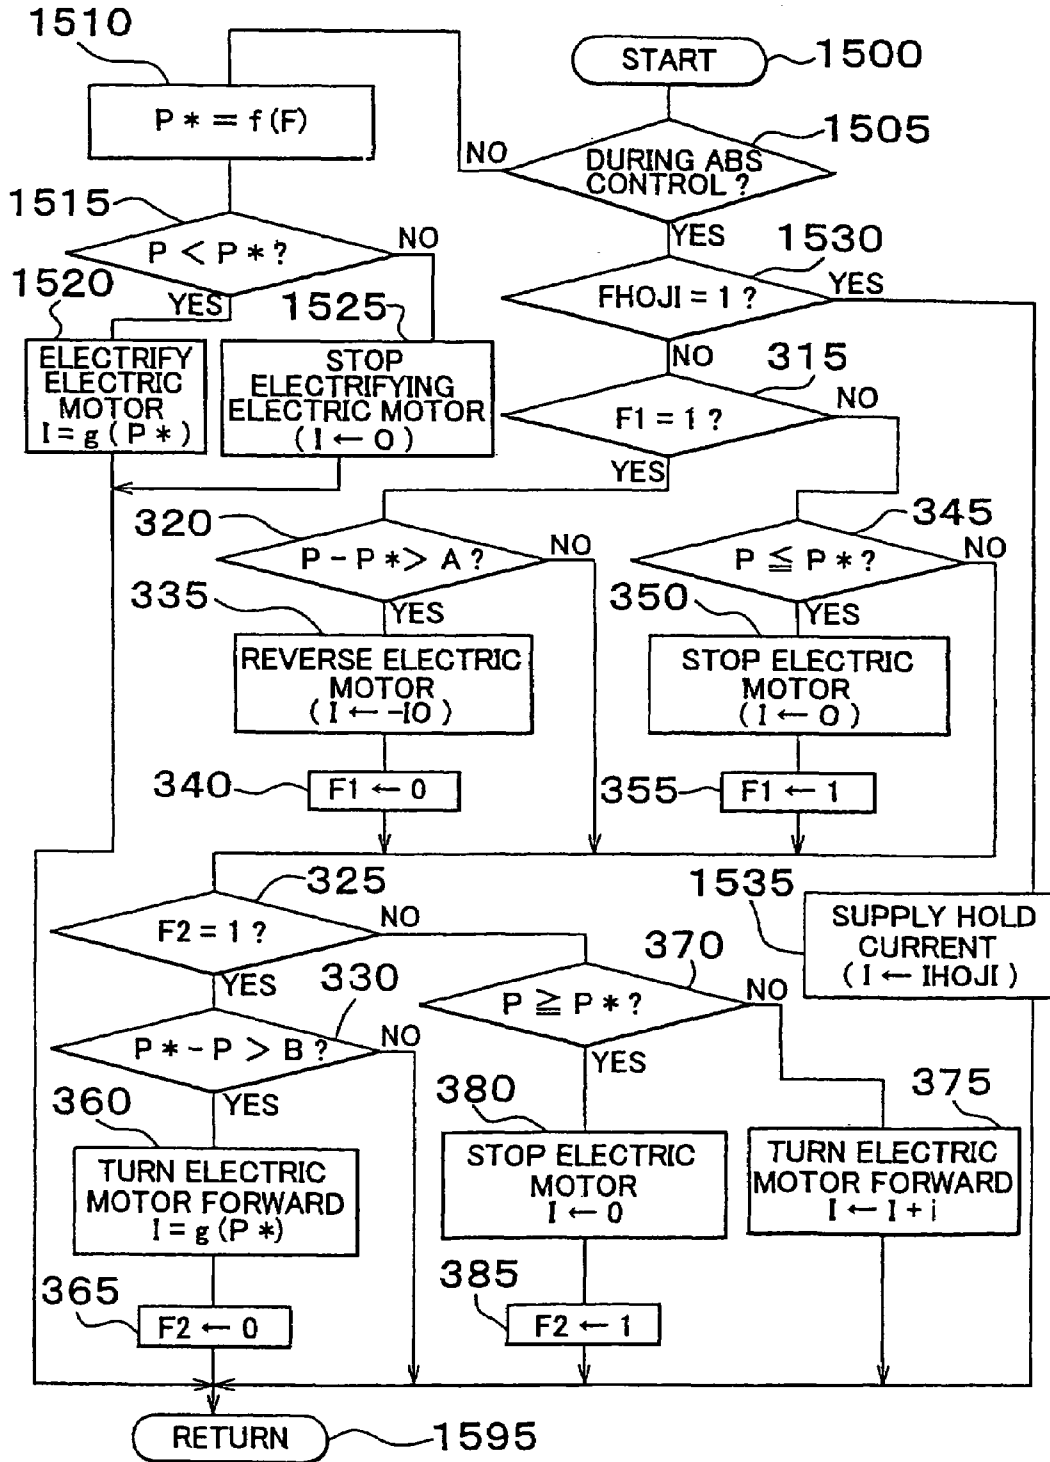 1510
START
1500
P * = f (F)
1505
NO
DURING ABS
CONTROL ?
1515
YES
1530
P < P * ?
NO
1520
YES
1525
FHOJI = 1 ?
YES
NO
315
ELECTRIFY
ELECTRIC
MOTOR
I = g ( P * )
STOP
ELECTRIFYING
ELECTRIC MOTOR
( I ← 0 )
F1 = 1 ?
NO
YES
320
345
P - P * > A ?
NO
P ≦ P * ?
NO
335
YES
350
YES
REVERSE ELECTRIC
MOTOR
( I ← -I0 )
STOP ELECTRIC
MOTOR
( I ← 0 )
340
F1 ← 0
355
F1 ← 1
325
1535
F2 = 1 ?
NO
SUPPLY HOLD
CURRENT
( I ← IHOJI )
370
YES
330
P ≧ P * ?
NO
P * - P > B ?
NO
YES
360
YES
380
375
TURN ELECTRIC
MOTOR FORWARD
I = g ( P * )
STOP ELECTRIC
MOTOR
I ← 0
TURN ELECTRIC
MOTOR FORWARD
I ← I + i
365
F2 ← 0
385
F2 ← 1
RETURN
1595